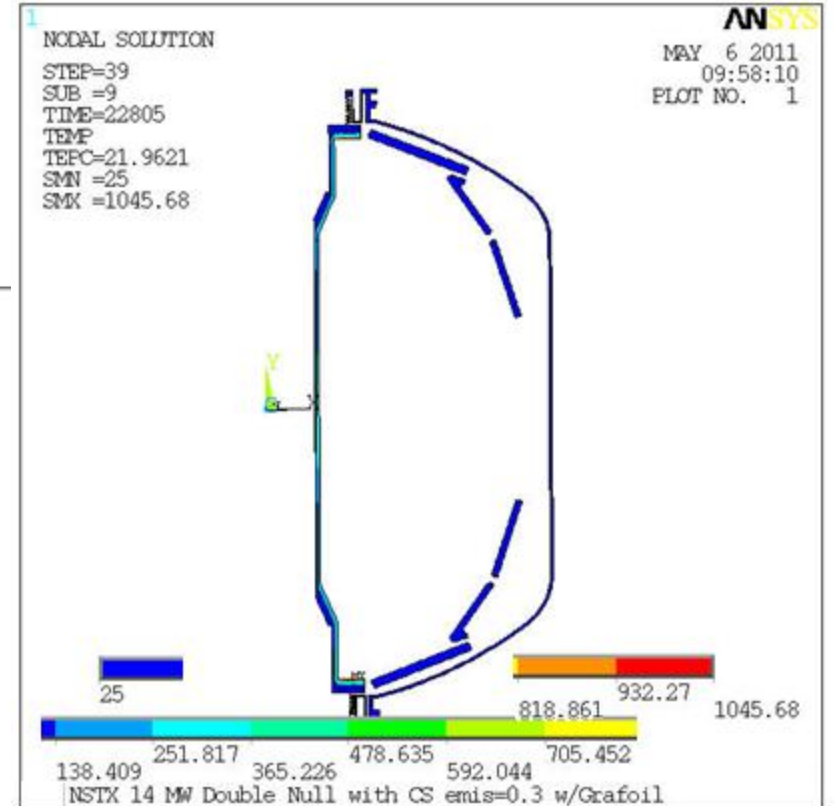 1
ANSYS
NODAL SOLUTION
MAY 6 2011
STEP=39
09:58:10
SUB =9
PLOT NO. 1
TIME=22805
TEMP
TEPC=21.9621
SMN =25
SMX =1045.68
Y
X
25
932.27
818.861
1045.68
251.817
478.635
705.452
138.409
365.226
592.044
NSTX 14 MW Double Null with CS emis=0.3 w/Grafoil